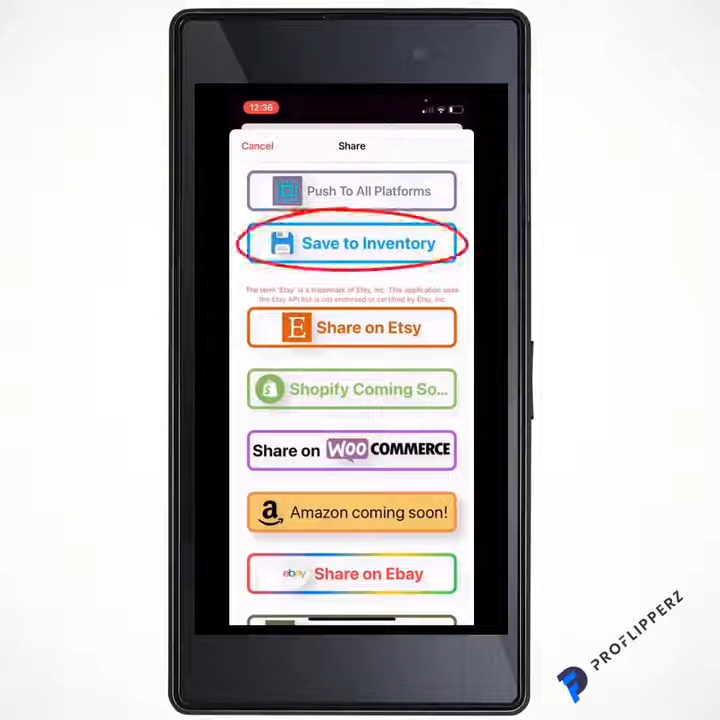 12:36
Cancel
Share
Push To All Platforms
Save to Inventory
The term 'Etsy' is a trademark of Etsy, Inc. This application uses
the Etsy API but is not endorsed or certified by Etsy, Inc.
E Share on Etsy
Shopify Coming So...
Share on WOO COMMERCE
a Amazon coming soon!
ebay Share on Ebay
PROFLIPPERZ